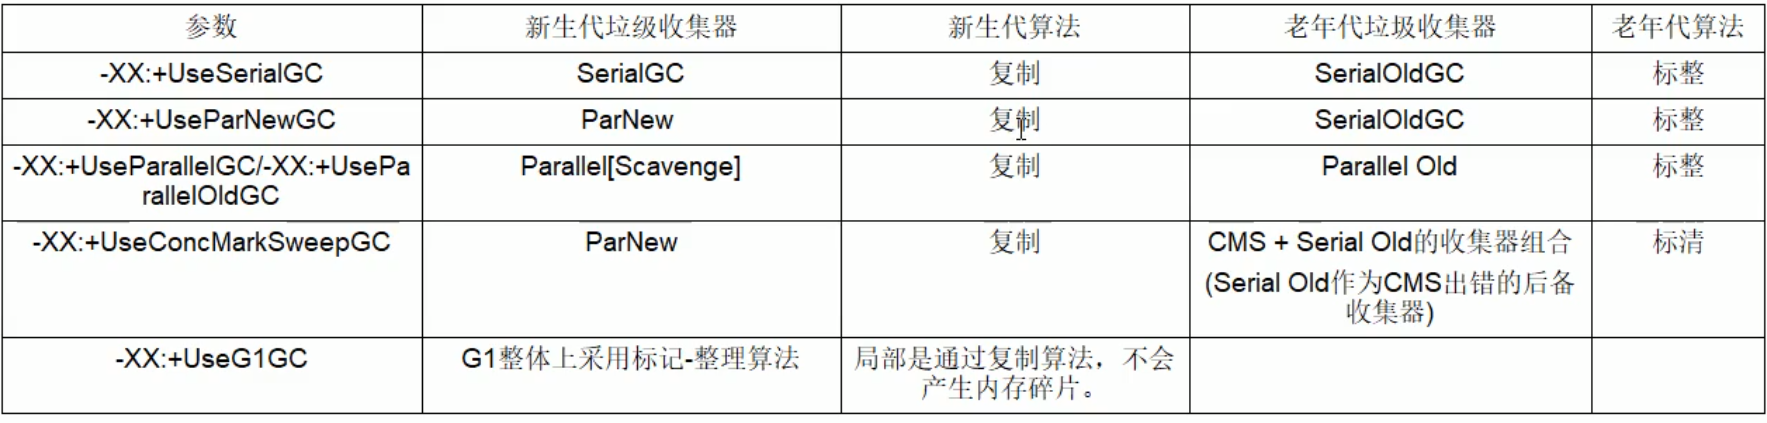 参数 新生代垃级收集器 新生代算法 老年代垃圾收集器 老年代算法
-XX:+UseSerialGC SerialGC 复制 SerialOldGC 标整
-XX:+UseParNewGC ParNew 复制 SerialOldGC 标整
-XX:+UseParallelGC/-XX:+UsePa
rallelOldGC
Parallel[Scavenge] 复制 Parallel Old 标整
-XX:+UseConcMarkSweepGC ParNew 复制
CMS + Serial Old的收集器组合
(Serial Old作为CMS出错的后备
收集器)
标清
-XX:+UseG1GC G1整体上采用标记-整理算法
局部是通过复制算法，不会
产生内存碎片。